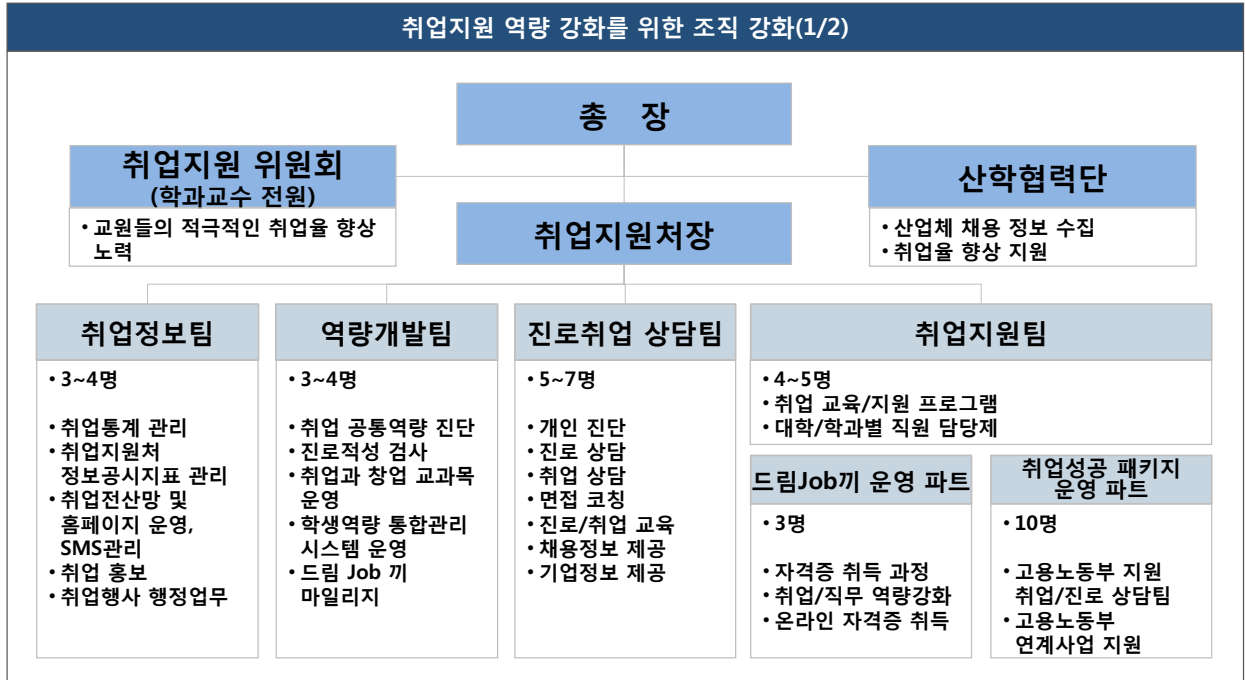 취업지원 역량 강화를 위한 조직 강화(1/2)
총 장
취업지원 위원회
(학과교수 전원)
• 교원들의 적극적인 취업율 향상
노력
산학협력단
• 산업체 채용 정보 수집
• 취업율 향상 지원
취업지원처장
취업정보팀
• 3~4명
• 취업통계 관리
• 취업지원처
정보공시지표 관리
• 취업전산망 및
홈페이지 운영,
SMS관리
• 취업 홍보
• 취업행사 행정업무
역량개발팀
• 3~4명
• 취업 공통역량 진단
• 진로적성 검사
• 취업과 창업 교과목
운영
• 학생역량 통합관리
시스템 운영
• 드림 Job 끼
마일리지
진로취업 상담팀
• 5~7명
• 개인 진단
• 진로 상담
• 취업 상담
• 면접 코칭
• 진로/취업 교육
• 채용정보 제공
• 기업정보 제공
취업지원팀
• 4~5명
• 취업 교육/지원 프로그램
• 대학/학과별 직원 담당제
드림Job끼 운영 파트
• 3명
• 자격증 취득 과정
• 취업/직무 역량강화
• 온라인 자격증 취득
취업성공 패키지
운영 파트
• 10명
• 고용노동부 지원
취업/진로 상담팀
• 고용노동부
연계사업 지원